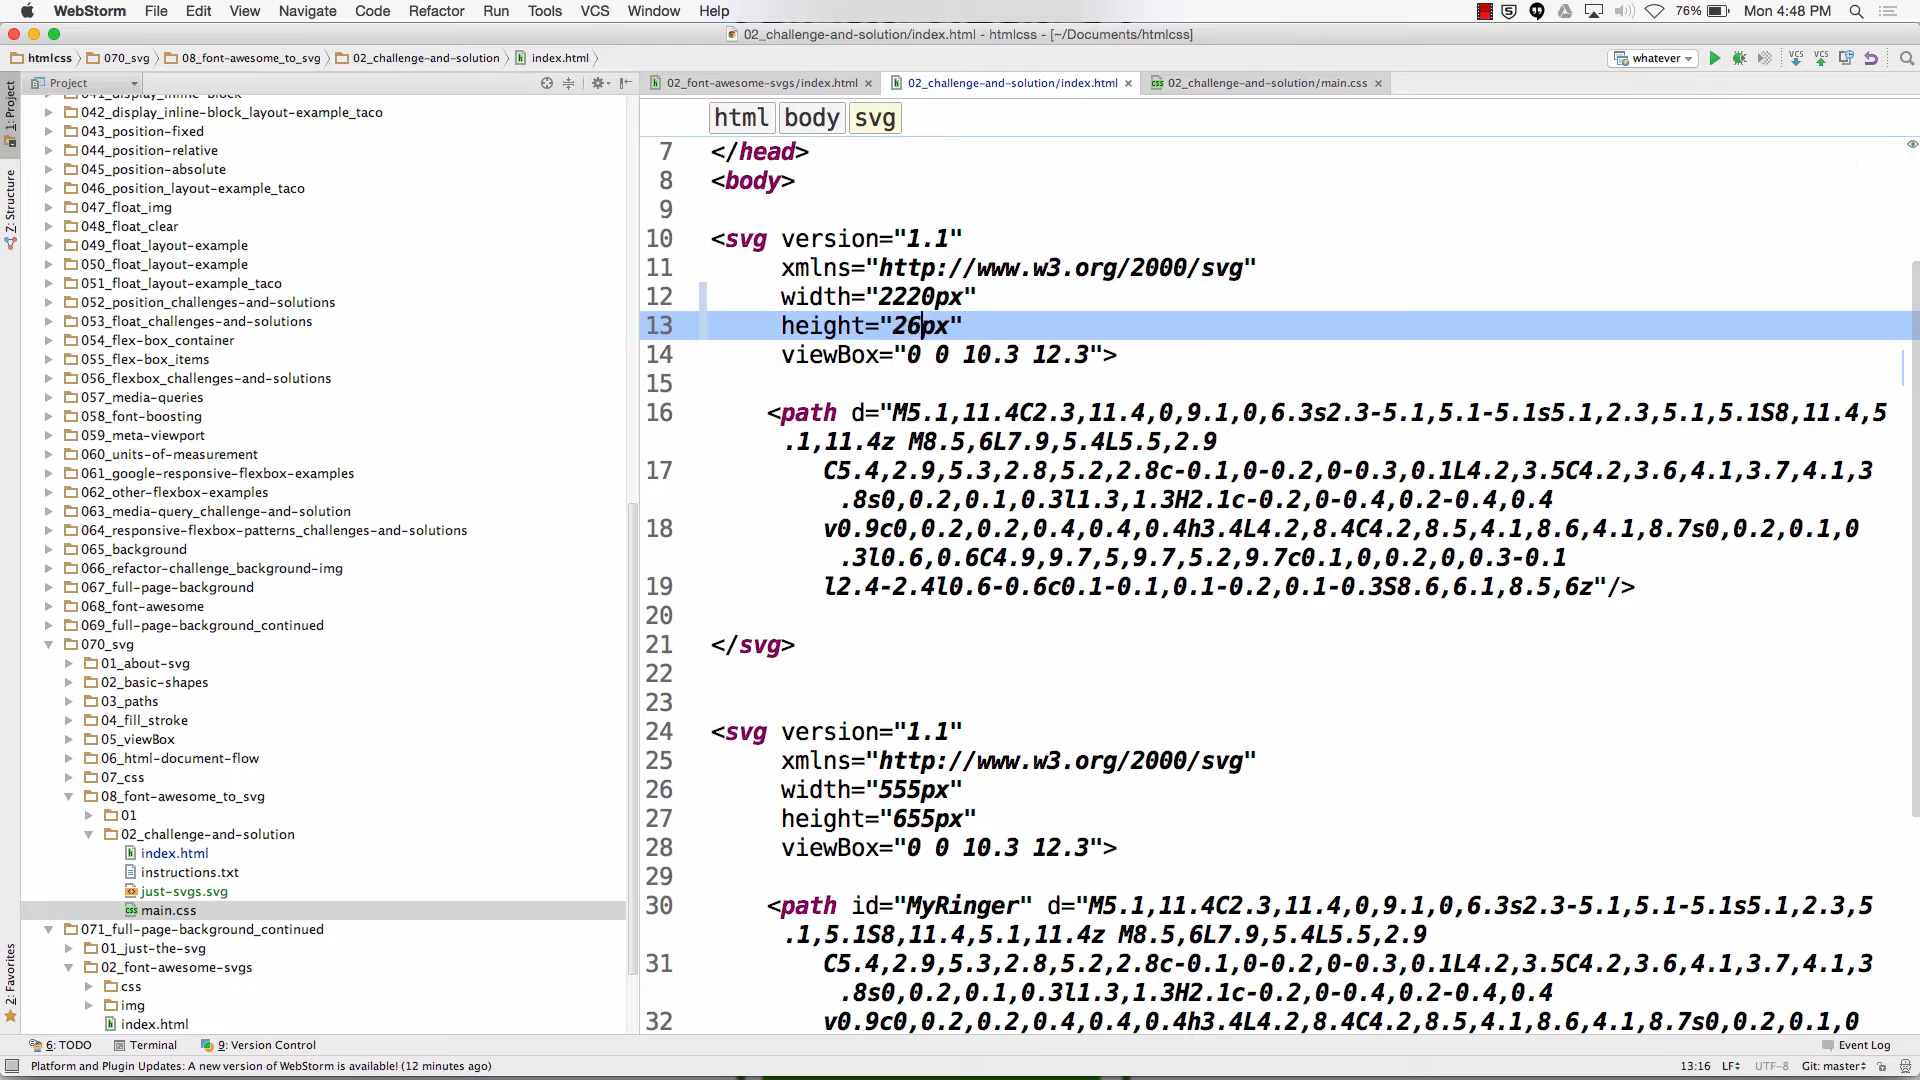 WebStorm File Edit View Navigate Code Refactor Run Tools VCS Window Help 76% Mon 4:48 PM
02_challenge-and-solution/index.html - htmlcss - [~/Documents/htmlcss]
htmlcss 070_svg 08_font-awesome_to_svg 02_challenge-and-solution index.html whatever VCS VCS
Project 02_font-awesome-svgs/index.html 02_challenge-and-solution/index.html 02_challenge-and-solution/main.css
1: Project
Z: Structure
2: Favorites
042_display_inline-block_layout-example_taco
043_position-fixed
044_position-relative
045_position-absolute
046_position_layout-example_taco
047_float_img
048_float_clear
049_float_layout-example
050_float_layout-example
051_float_layout-example_taco
052_position_challenges-and-solutions
053_float_challenges-and-solutions
054_flex-box_container
055_flex-box_items
056_flexbox_challenges-and-solutions
057_media-queries
058_font-boosting
059_meta-viewport
060_units-of-measurement
061_google-responsive-flexbox-examples
062_other-flexbox-examples
063_media-query_challenge-and-solution
064_responsive-flexbox-patterns_challenges-and-solutions
065_background
066_refactor-challenge_background-img
067_full-page-background
068_font-awesome
069_full-page-background_continued
070_svg
01_about-svg
02_basic-shapes
03_paths
04_fill_stroke
05_viewBox
06_html-document-flow
07_css
08_font-awesome_to_svg
01
02_challenge-and-solution
index.html
instructions.txt
just-svgs.svg
main.css
071_full-page-background_continued
01_just-the-svg
02_font-awesome-svgs
css
img
index.html
html body svg
7 </head>
8 <body>
9
10 <svg version="1.1"
11 xmlns="http://www.w3.org/2000/svg"
12 width="2220px"
13 height="26px"
14 viewBox="0 0 10.3 12.3">
15
16 <path d="M5.1,11.4C2.3,11.4,0,9.1,0,6.3s2.3-5.1,5.1-5.1s5.1,2.3,5.1,5.1S8,11.4,5
.1,11.4z M8.5,6L7.9,5.4L5.5,2.9
17 C5.4,2.9,5.3,2.8,5.2,2.8c-0.1,0-0.2,0-0.3,0.1L4.2,3.5C4.2,3.6,4.1,3.7,4.1,3
.8s0,0.2,0.1,0.3l1.3,1.3H2.1c-0.2,0-0.4,0.2-0.4,0.4
18 v0.9c0,0.2,0.2,0.4,0.4,0.4h3.4L4.2,8.4C4.2,8.5,4.1,8.6,4.1,8.7s0,0.2,0.1,0
.3l0.6,0.6C4.9,9.7,5,9.7,5.2,9.7c0.1,0,0.2,0,0.3-0.1
19 l2.4-2.4l0.6-0.6c0.1-0.1,0.1-0.2,0.1-0.3S8.6,6.1,8.5,6z"/>
20
21 </svg>
22
23
24 <svg version="1.1"
25 xmlns="http://www.w3.org/2000/svg"
26 width="555px"
27 height="655px"
28 viewBox="0 0 10.3 12.3">
29
30 <path id="MyRinger" d="M5.1,11.4C2.3,11.4,0,9.1,0,6.3s2.3-5.1,5.1-5.1s5.1,2.3,5
.1,5.1S8,11.4,5.1,11.4z M8.5,6L7.9,5.4L5.5,2.9
31 C5.4,2.9,5.3,2.8,5.2,2.8c-0.1,0-0.2,0-0.3,0.1L4.2,3.5C4.2,3.6,4.1,3.7,4.1,3
.8s0,0.2,0.1,0.3l1.3,1.3H2.1c-0.2,0-0.4,0.2-0.4,0.4
32 v0.9c0,0.2,0.2,0.4,0.4,0.4h3.4L4.2,8.4C4.2,8.5,4.1,8.6,4.1,8.7s0,0.2,0.1,0
6: TODO Terminal 9: Version Control Event Log
Platform and Plugin Updates: A new version of WebStorm is available! (12 minutes ago) 13:16 LF UTF-8 Git: master